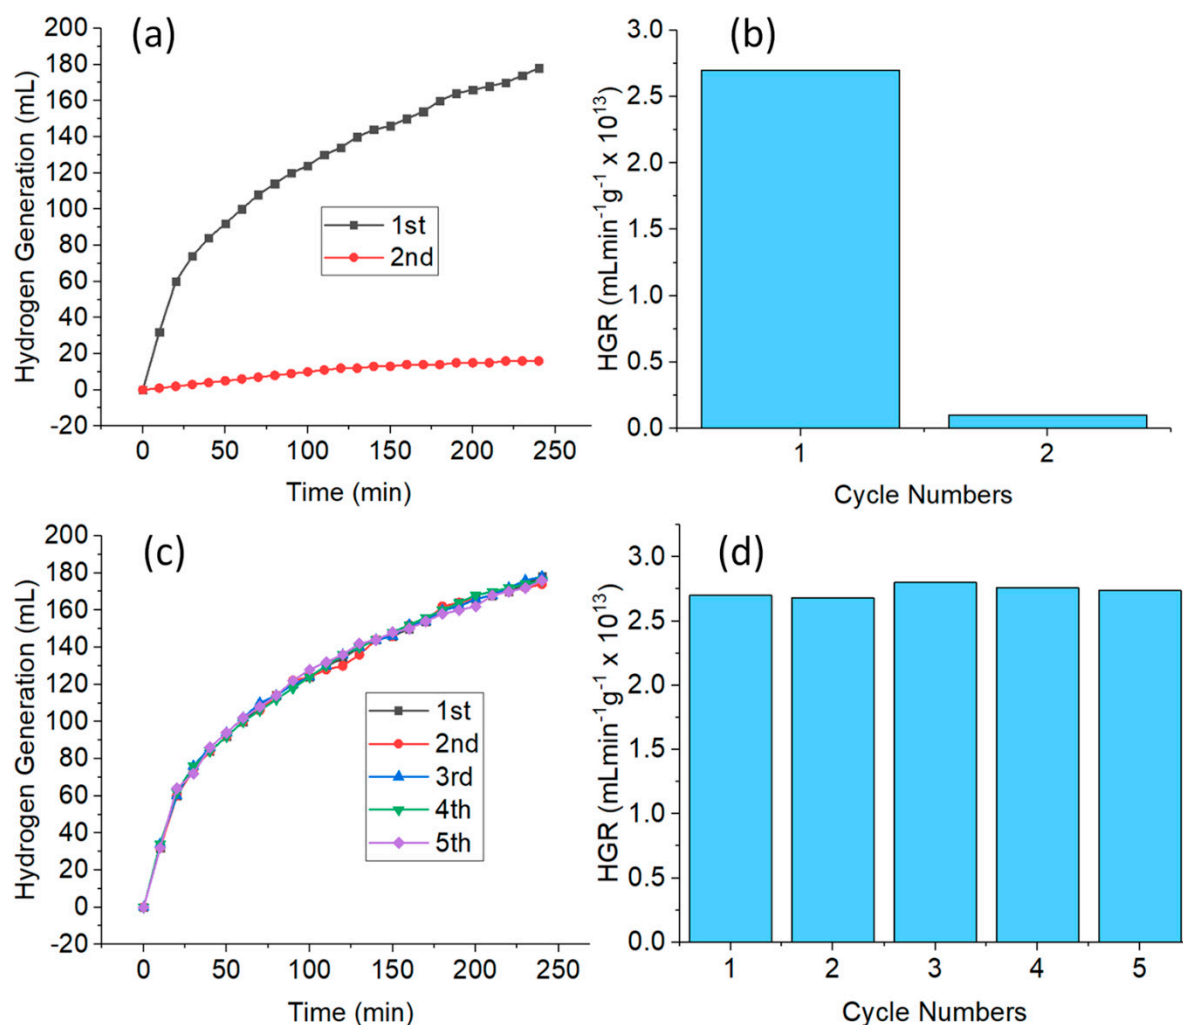 (a)
Hydrogen Generation (mL)
200
180
160
140
120
100
80
60
40
20
0
-20
1st
2nd
0 50 100 150 200 250
Time (min)
(b)
HGR (mLmin⁻¹g⁻¹ x 10¹³)
3.0
2.5
2.0
1.5
1.0
0.5
0.0
1 2
Cycle Numbers
(c)
Hydrogen Generation (mL)
200
180
160
140
120
100
80
60
40
20
0
-20
1st
2nd
3rd
4th
5th
0 50 100 150 200 250
Time (min)
(d)
HGR (mLmin⁻¹g⁻¹ x 10¹³)
3.0
2.5
2.0
1.5
1.0
0.5
0.0
1 2 3 4 5
Cycle Numbers